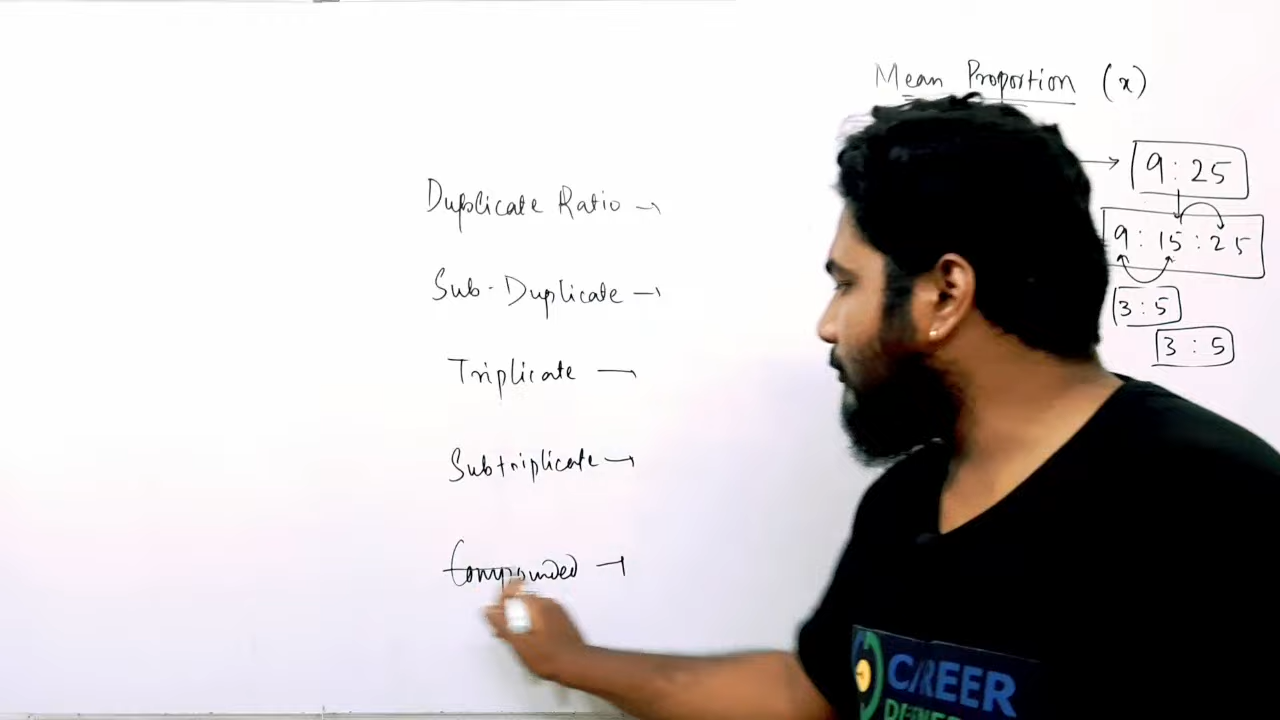 Mean Proportion (x)
9 : 25
9 : 15 : 25
3 : 5
3 : 5
Duplicate Ratio →
Sub-Duplicate →
Triplicate →
Subtriplicate →
Compounded →
CAREER